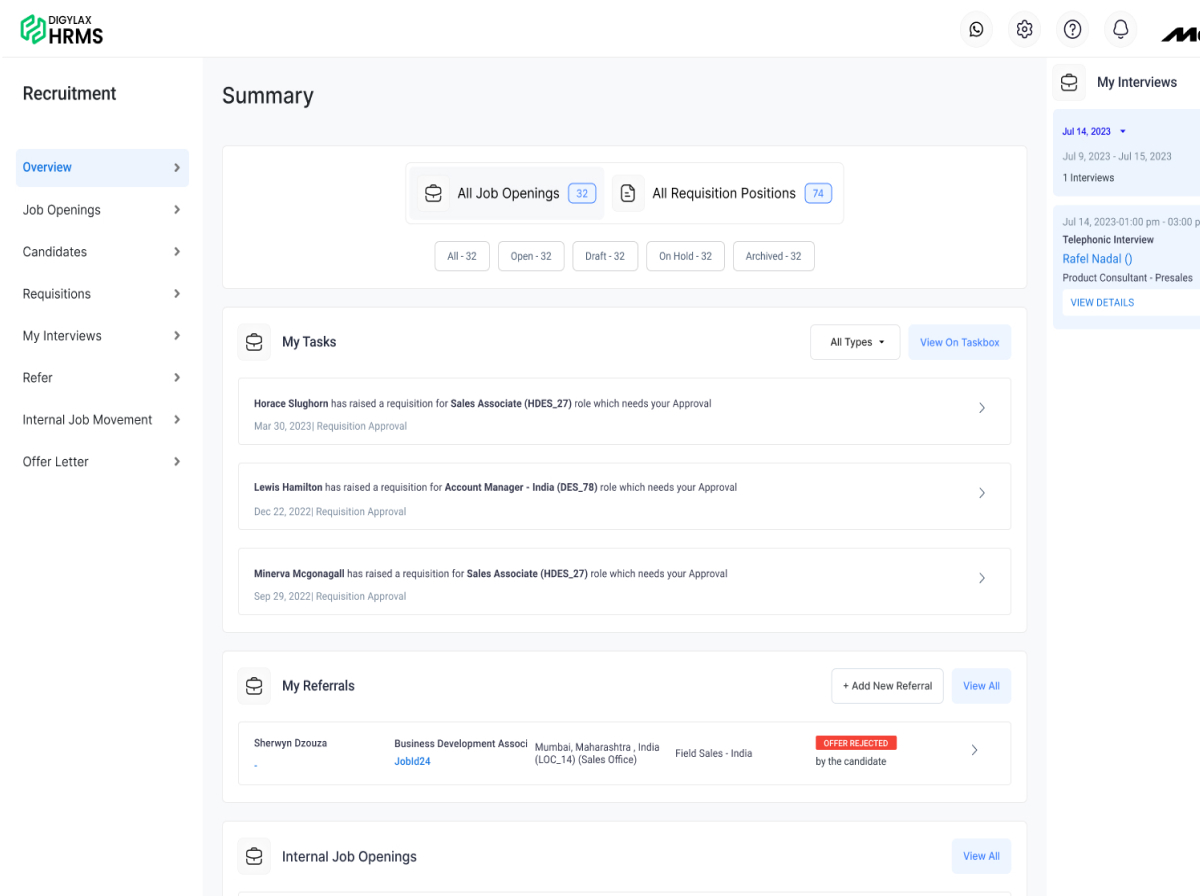 DIGYLAX
HRMS
Recruitment
Overview
Job Openings
Candidates
Requisitions
My Interviews
Refer
Internal Job Movement
Offer Letter
Summary
All Job Openings 32 All Requisition Positions 74
All - 32 Open - 32 Draft - 32 On Hold - 32 Archived - 32
My Tasks All Types View On Taskbox
Horace Slughorn has raised a requisition for Sales Associate (HDES_27) role which needs your Approval
Mar 30, 2023| Requisition Approval
Lewis Hamilton has raised a requisition for Account Manager - India (DES_78) role which needs your Approval
Dec 22, 2022| Requisition Approval
Minerva Mcgonagall has raised a requisition for Sales Associate (HDES_27) role which needs your Approval
Sep 29, 2022| Requisition Approval
My Referrals + Add New Referral View All
Sherwyn Dzouza
-
Business Development Associ
JobId24
Mumbai, Maharashtra , India
(LOC_14) (Sales Office)
Field Sales - India
OFFER REJECTED
by the candidate
Internal Job Openings View All
My Interviews
Jul 14, 2023
Jul 9, 2023 - Jul 15, 2023
1 Interviews
Jul 14, 2023-01:00 pm - 03:00 p
Telephonic Interview
Rafel Nadal ()
Product Consultant - Presales
VIEW DETAILS